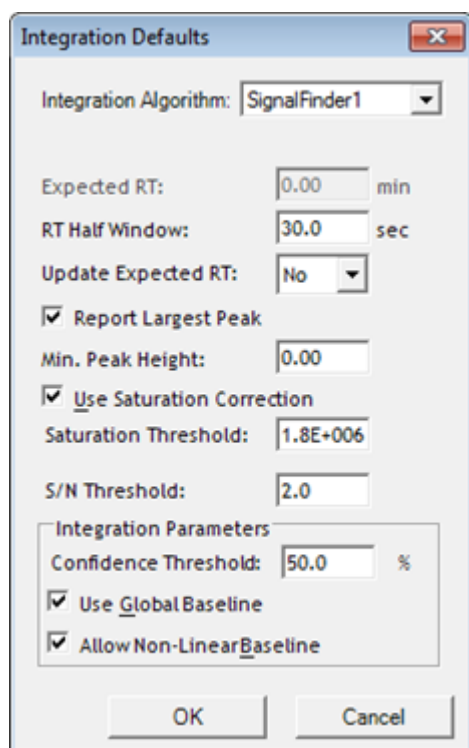 Integration Defaults
Integration Algorithm: SignalFinder1
Expected RT: 0.00 min
RT Half Window: 30.0 sec
Update Expected RT: No
Report Largest Peak
Min. Peak Height: 0.00
Use Saturation Correction
Saturation Threshold: 1.8E+006
S/N Threshold: 2.0
Integration Parameters
Confidence Threshold: 50.0 %
Use Global Baseline
Allow Non-Linear Baseline
OK Cancel